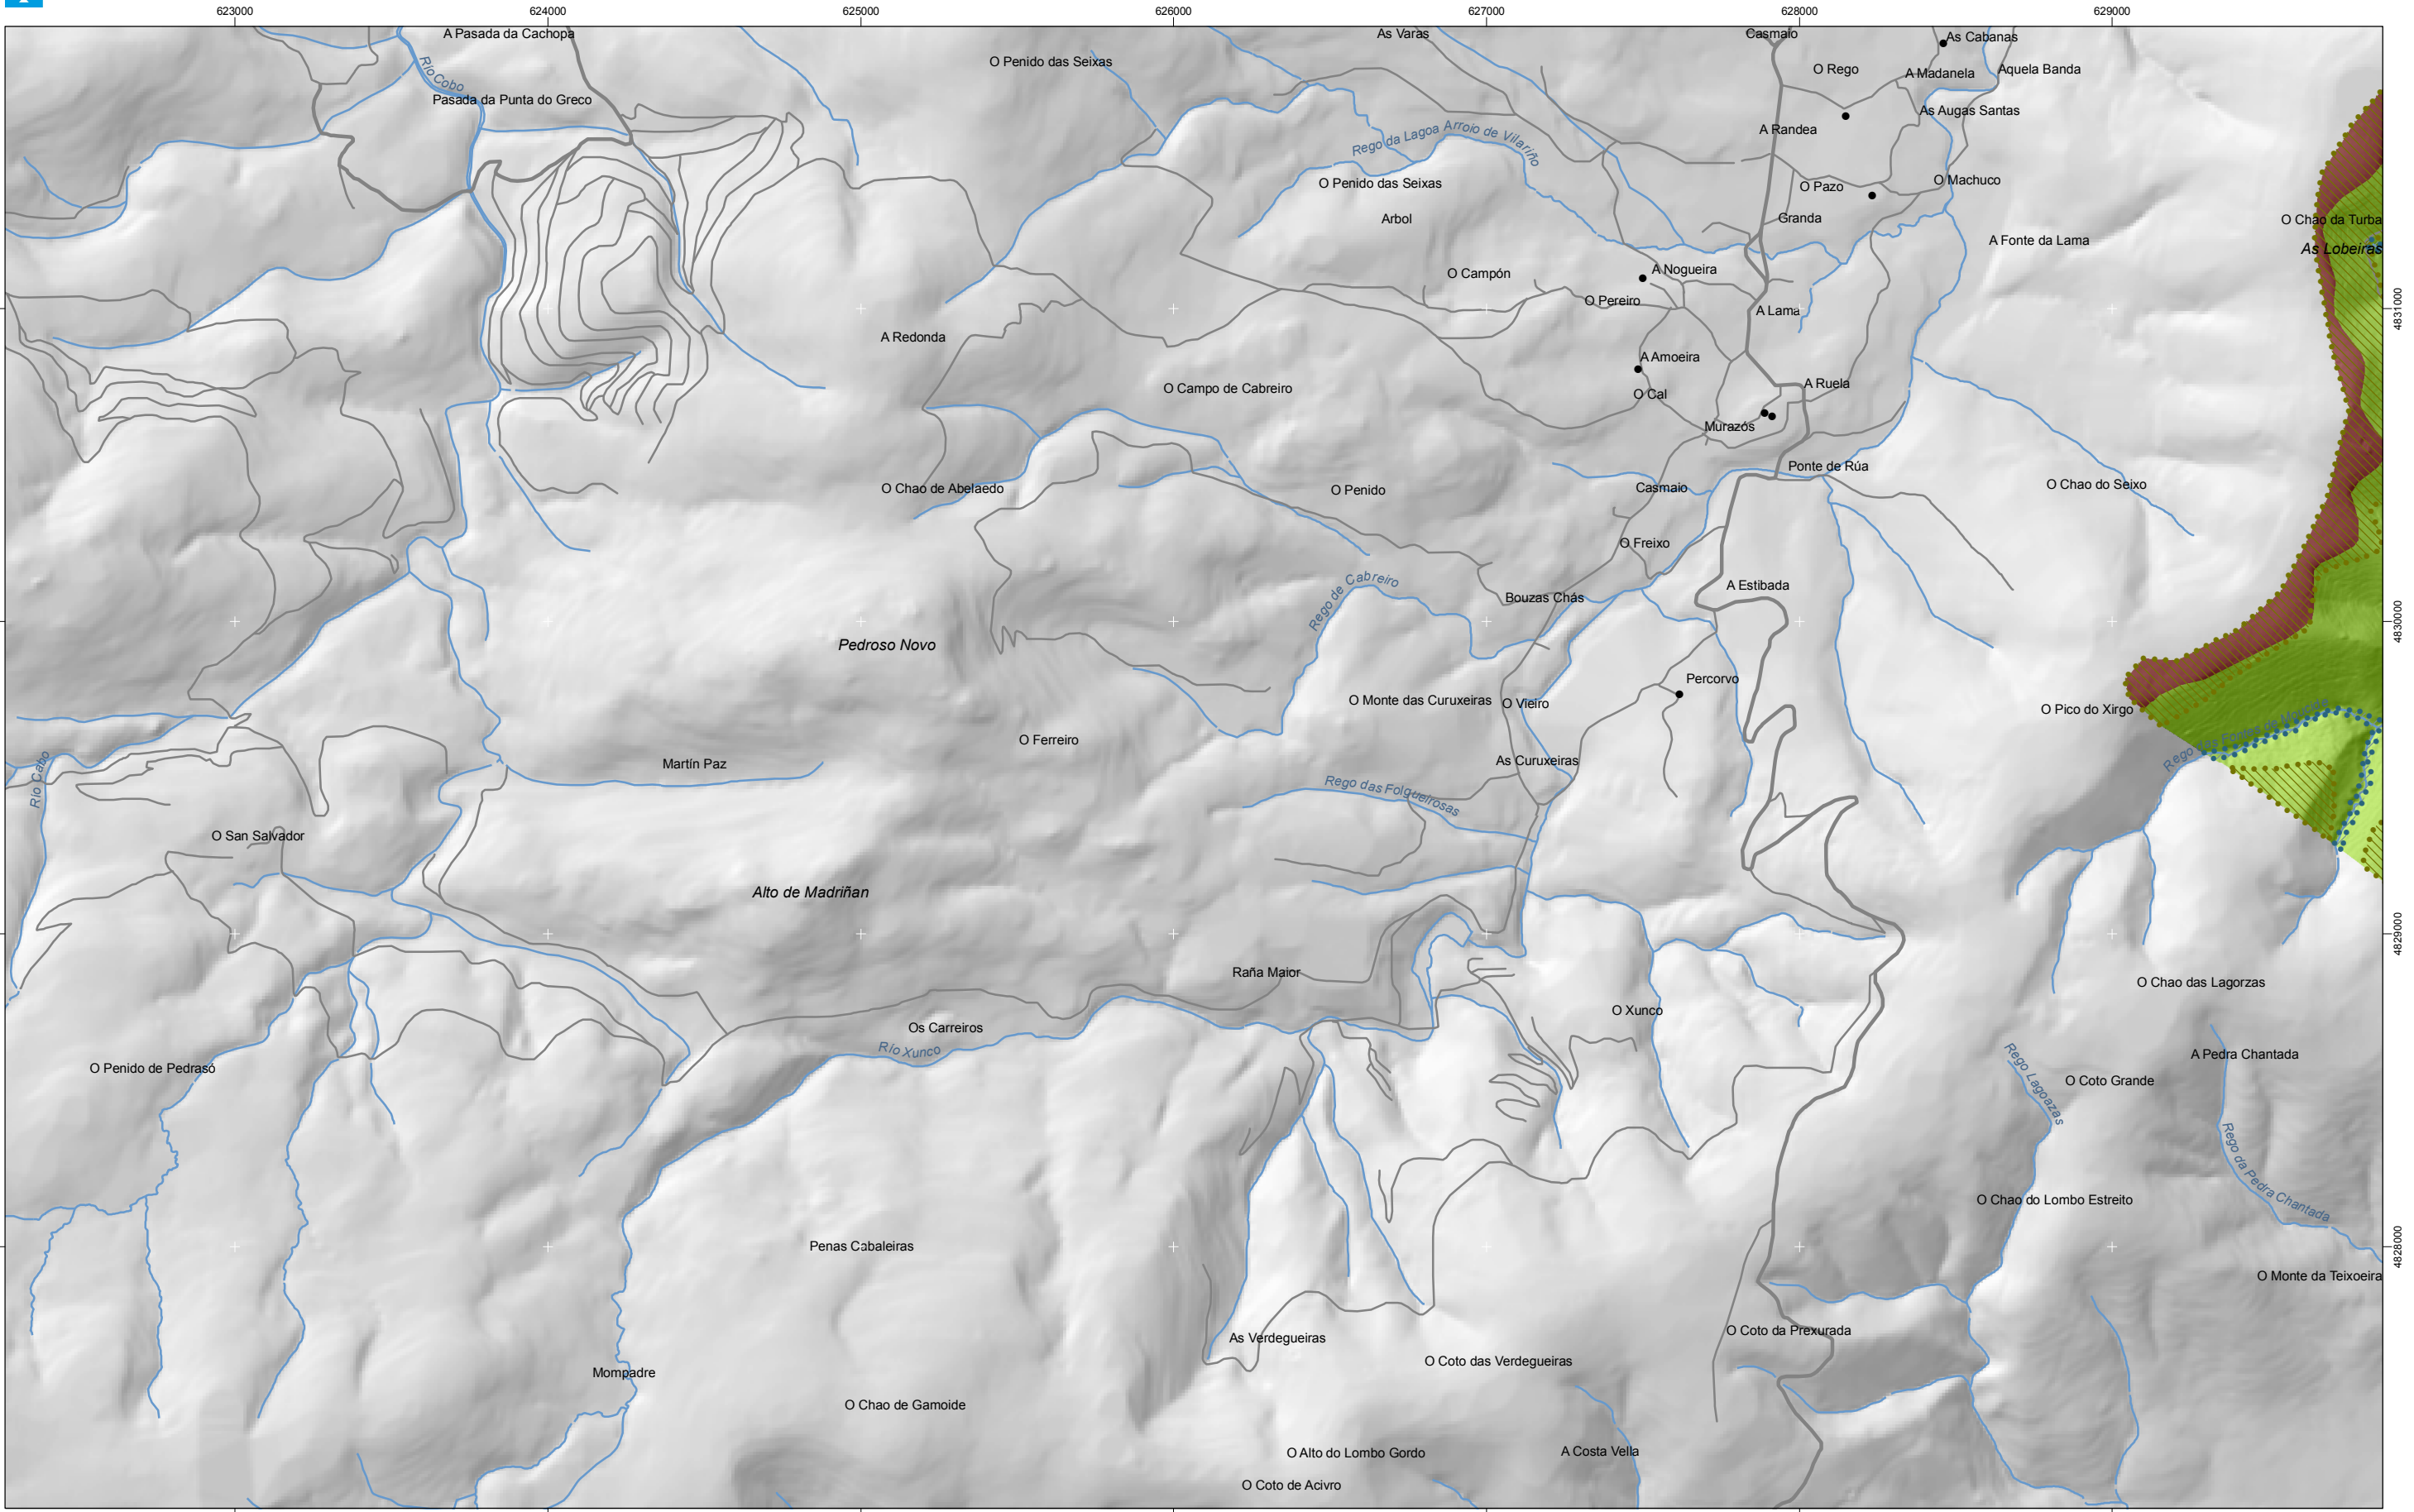 623000
624000
625000
626000
627000
628000
629000
A Pasada da Cachopa
As Varas
Casmaio
As Cabanas
Río Cobo
O Penido das Seixas
O Rego
A Madanela
Aquela Banda
Pasada da Punta do Greco
As Augas Santas
A Randea
Rego da Lagoa
Arroio de Vilariño
O Penido das Seixas
O Pazo
O Machuco
Arbol
Granda
O Chao da Turba
A Fonte da Lama
As Lobeiras
O Campón
A Nogueira
O Pereiro
A Lama
4831000
A Redonda
A Amoeira
O Campo de Cabreiro
O Cal
A Ruela
Murazós
Ponte de Rúa
O Chao de Abelaedo
O Penido
Casmaio
O Chao do Seixo
O Freixo
Rego de Cabreiro
A Estibada
Bouzas Chás
4830000
Pedroso Novo
Percorvo
O Monte das Curuxeiras
O Vieiro
O Pico do Xirgo
Rego das Fontes de Moucide
O Ferreiro
Martín Paz
As Curuxeiras
Río Cabo
Rego das Folgueirosas
O San Salvador
Alto de Madriñan
4829000
Raña Maior
O Chao das Lagorzas
O Xunco
Os Carreiros
Río Xunco
A Pedra Chantada
O Penido de Pedrasó
Rego Lagoazas
O Coto Grande
Rego da Pedra Chantada
O Chao do Lombo Estreito
Penas Cabaleiras
4828000
O Monte da Teixoeira
As Verdegueiras
O Coto da Prexurada
O Coto das Verdegueiras
Mompadre
O Chao de Gamoide
O Alto do Lombo Gordo
A Costa Vella
O Coto de Acivro